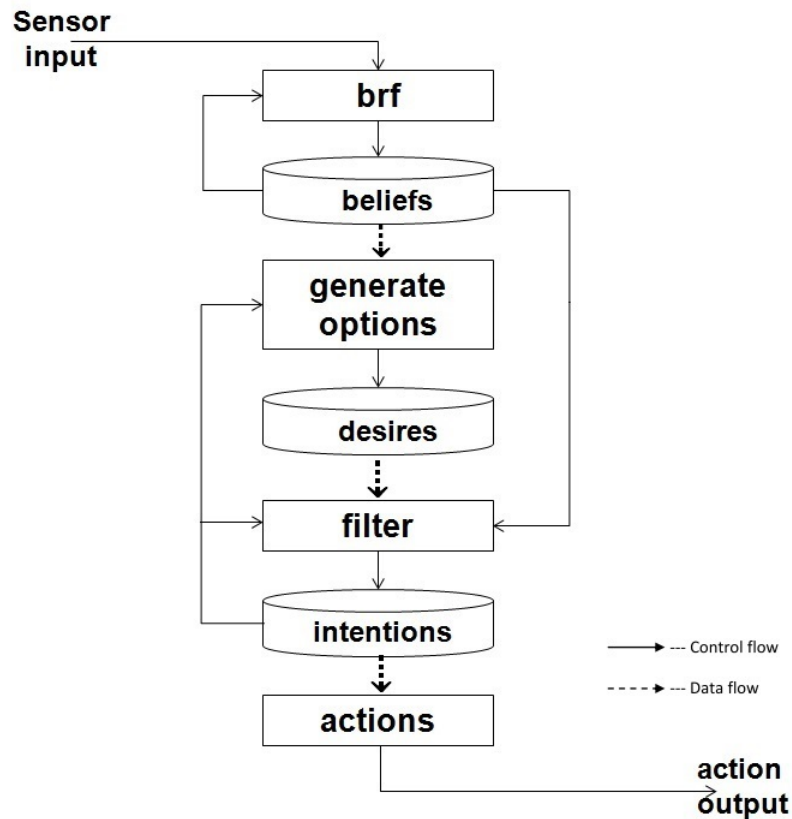 Sensor
input
brf
beliefs
generate
options
desires
filter
intentions
--- Control flow
--- Data flow
actions
action
output